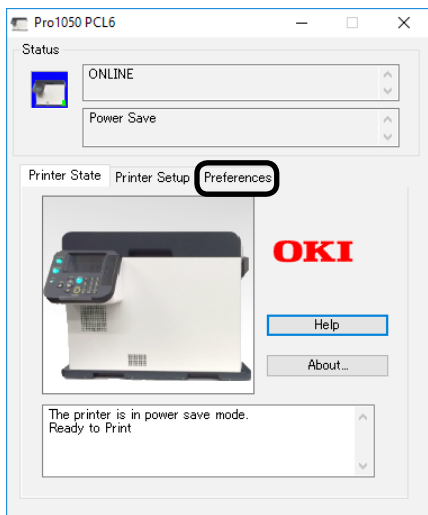 Pro1050 PCL6
Status
ONLINE
Power Save
Printer State Printer Setup Preferences
OKI
Help
About...
The printer is in power save mode.
Ready to Print